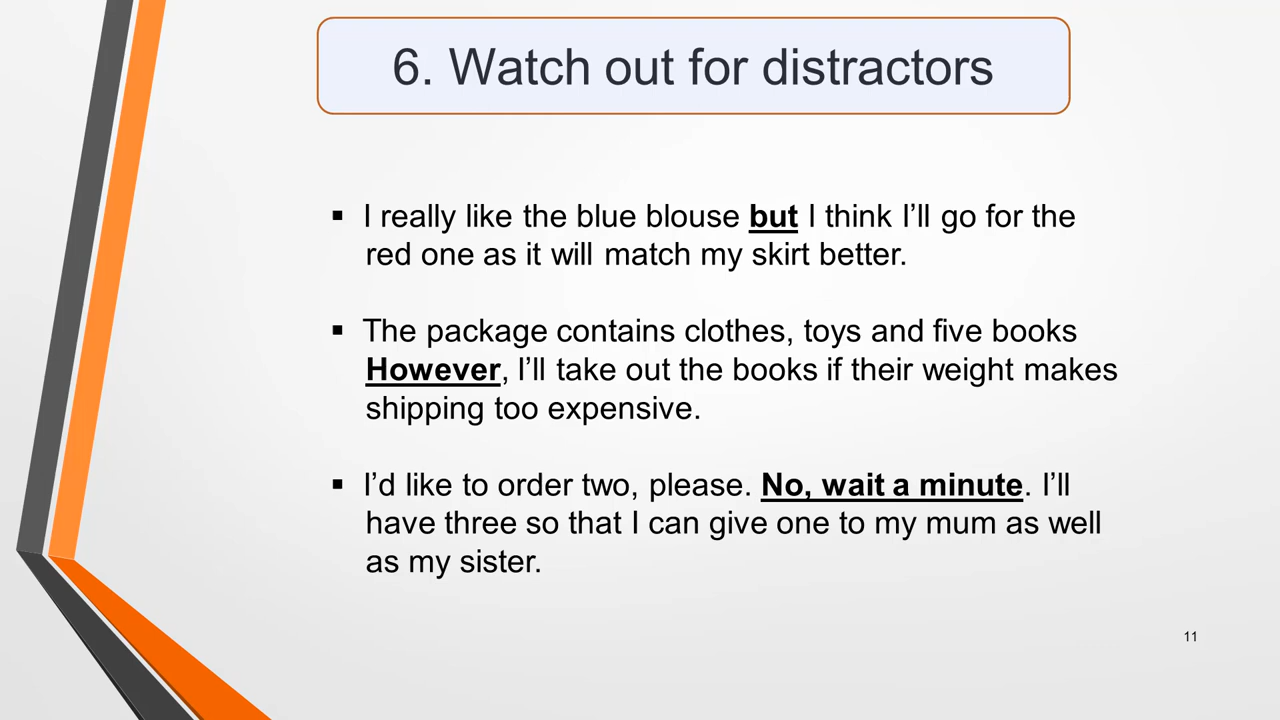 6. Watch out for distractors
▪ I really like the blue blouse but I think I’ll go for the
red one as it will match my skirt better.
▪ The package contains clothes, toys and five books
However, I’ll take out the books if their weight makes
shipping too expensive.
▪ I’d like to order two, please. No, wait a minute. I’ll
have three so that I can give one to my mum as well
as my sister.
11